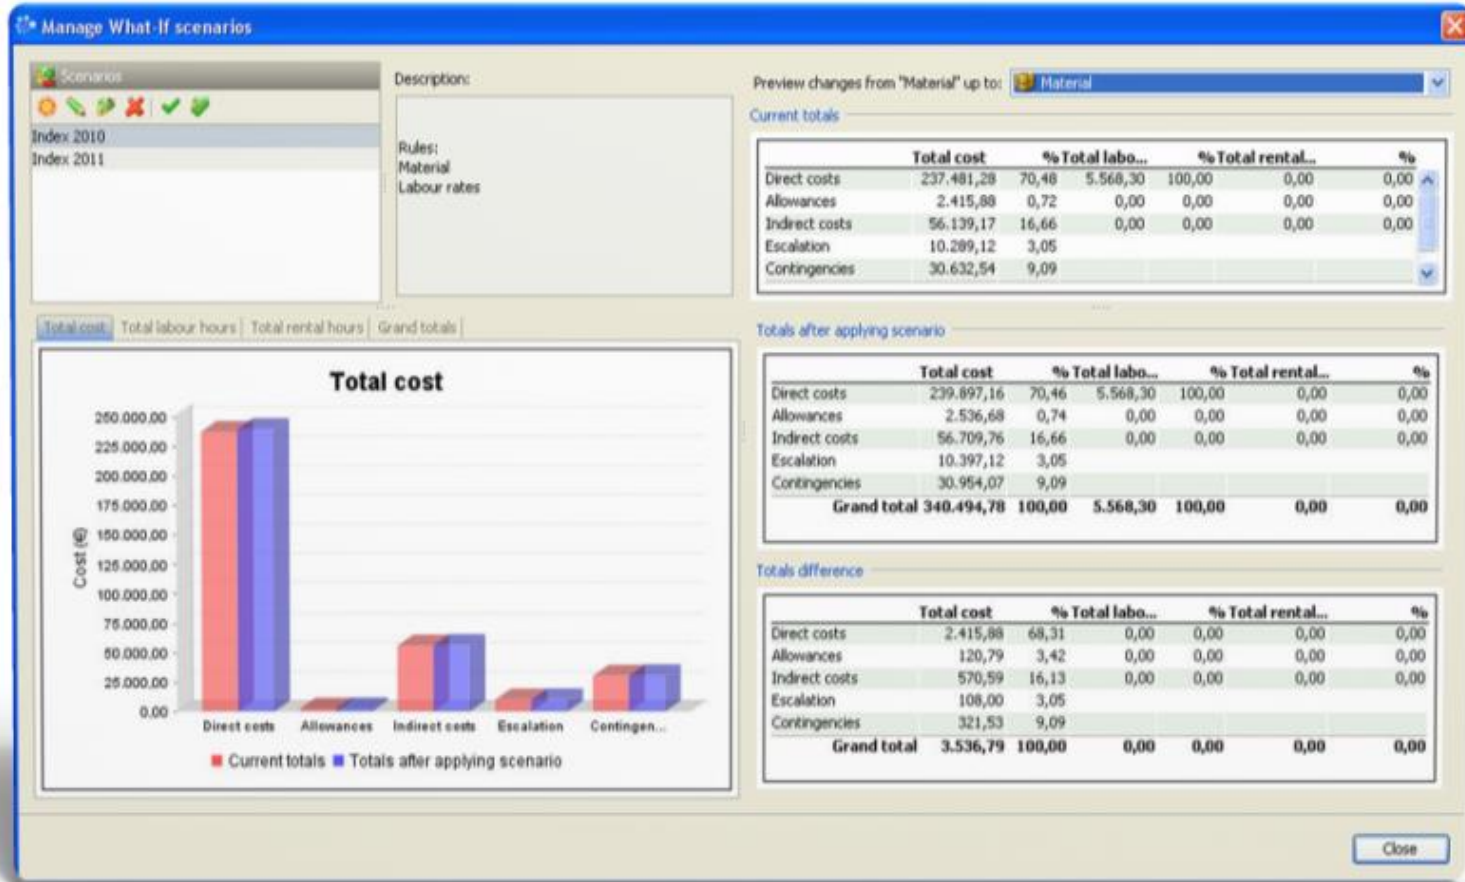 Manage What-If scenarios
Scenarios
Index 2010
Index 2011
Description:
Rules:
Material
Labour rates
Preview changes from "Material" up to: Material
Current totals
Total cost % Total labo... % Total rental... %
Direct costs 237.481,28 70,48 5.568,30 100,00 0,00 0,00
Allowances 2.415,88 0,72 0,00 0,00 0,00 0,00
Indirect costs 56.139,17 16,66 0,00 0,00 0,00 0,00
Escalation 10.289,12 3,05
Contingencies 30.632,54 9,09
Total cost Total labour hours Total rental hours Grand totals
Total cost
Cost (€)
250.000,00
225.000,00
200.000,00
175.000,00
150.000,00
125.000,00
100.000,00
75.000,00
50.000,00
25.000,00
0,00
Direct costs Allowances Indirect costs Escalation Contingen...
Current totals Totals after applying scenario
Totals after applying scenario
Total cost % Total labo... % Total rental... %
Direct costs 239.897,16 70,46 5.568,30 100,00 0,00 0,00
Allowances 2.536,68 0,74 0,00 0,00 0,00 0,00
Indirect costs 56.709,76 16,66 0,00 0,00 0,00 0,00
Escalation 10.397,12 3,05
Contingencies 30.954,07 9,09
Grand total 340.494,78 100,00 5.568,30 100,00 0,00 0,00
Totals difference
Total cost % Total labo... % Total rental... %
Direct costs 2.415,88 68,31 0,00 0,00 0,00 0,00
Allowances 120,79 3,42 0,00 0,00 0,00 0,00
Indirect costs 570,59 16,13 0,00 0,00 0,00 0,00
Escalation 108,00 3,05
Contingencies 321,53 9,09
Grand total 3.536,79 100,00 0,00 0,00 0,00 0,00
Close